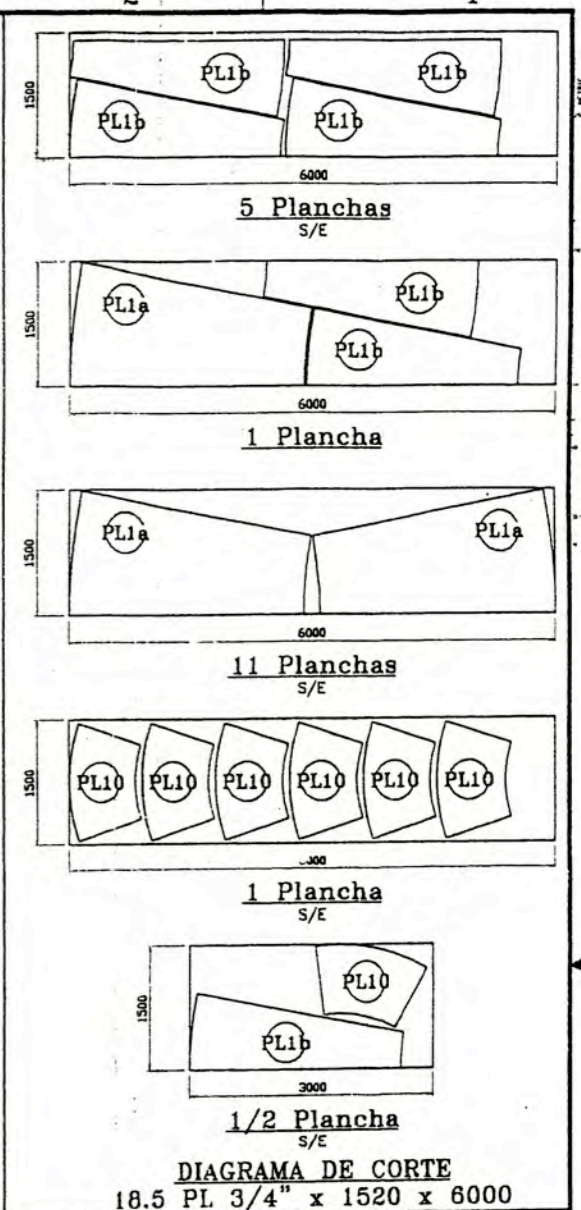 PL1b PL1b
PL1b PL1b
1500
6000
5 Planchas
S/E
PL1a PL1b
PL1b
1500
6000
1 Plancha
PL1a PL1a
1500
6000
11 Planchas
S/E
PL10 PL10 PL10 PL10 PL10 PL10
1500
1 Plancha
S/E
PL10
PL1b
1500
3000
1/2 Plancha
S/E
DIAGRAMA DE CORTE
18.5 PL 3/4" x 1520 x 6000